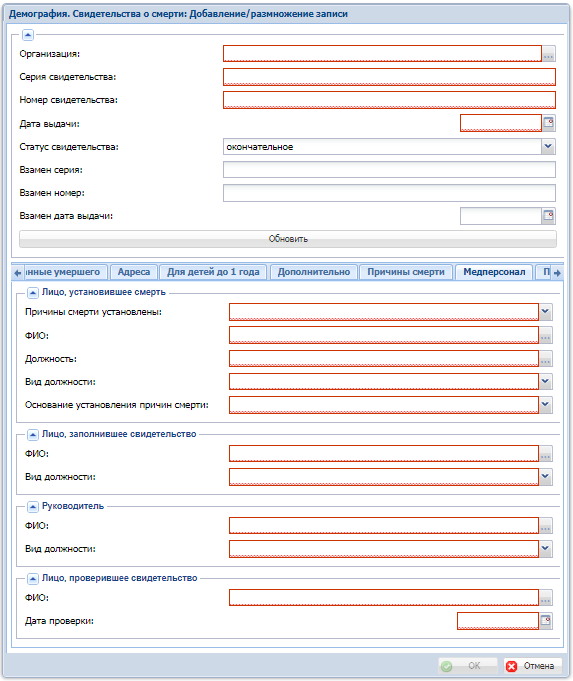 Демография. Свидетельства о смерти: Добавление/размножение записи
Организация:
Серия свидетельства:
Номер свидетельства:
Дата выдачи:
Статус свидетельства: окончательное
Взамен серия:
Взамен номер:
Взамен дата выдачи:
Обновить
нные умершего Адреса Для детей до 1 года Дополнительно Причины смерти Медперсонал П
Лицо, установившее смерть
Причины смерти установлены:
ФИО:
Должность:
Вид должности:
Основание установления причин смерти:
Лицо, заполнившее свидетельство
ФИО:
Вид должности:
Руководитель
ФИО:
Вид должности:
Лицо, проверившее свидетельство
ФИО:
Дата проверки:
ОК Отмена